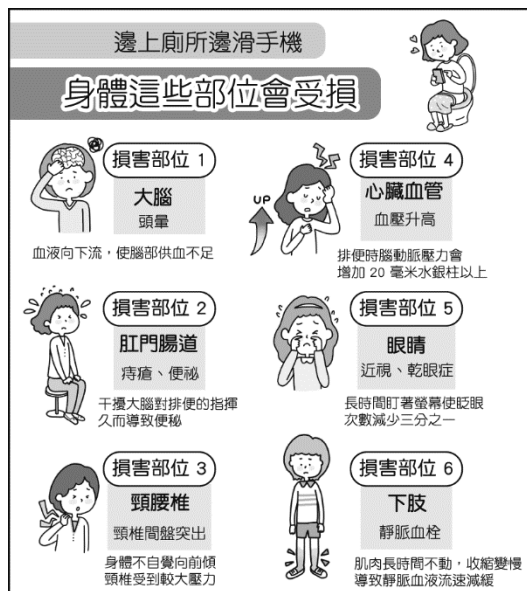 邊上廁所邊滑手機
身體這些部位會受損
損害部位 1
大腦
頭暈
血液向下流，使腦部供血不足
損害部位 2
肛門腸道
痔瘡、便祕
干擾大腦對排便的指揮
久而導致便秘
損害部位 3
頸腰椎
頸椎間盤突出
身體不自覺向前傾
頸椎受到較大壓力
損害部位 4
心臟血管
血壓升高
UP
排便時腦動脈壓力會
增加 20 毫米水銀柱以上
損害部位 5
眼睛
近視、乾眼症
長時間盯著螢幕使眨眼
次數減少三分之一
損害部位 6
下肢
靜脈血栓
肌肉長時間不動，收縮變慢
導致靜脈血液流速減緩